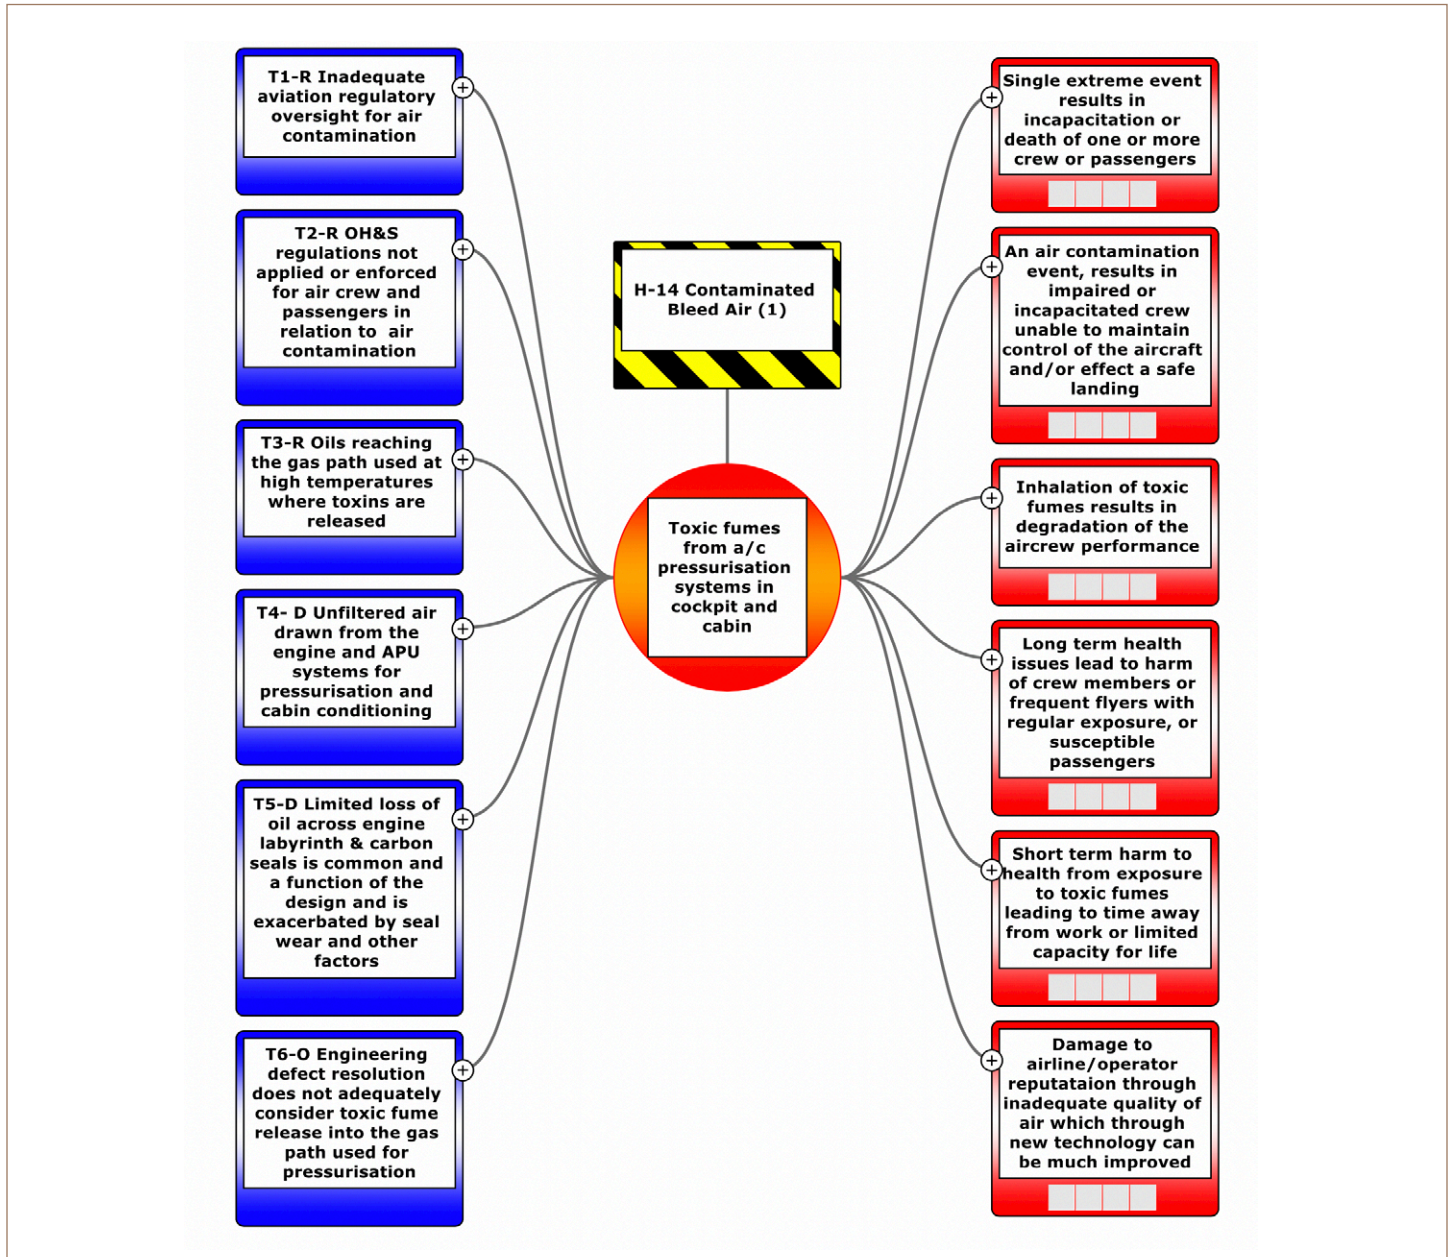 T1-R Inadequate
aviation regulatory
oversight for air
contamination
T2-R OH&S
regulations not
applied or enforced
for air crew and
passengers in
relation to air
contamination
T3-R Oils reaching
the gas path used at
high temperatures
where toxins are
released
T4- D Unfiltered air
drawn from the
engine and APU
systems for
pressurisation and
cabin conditioning
T5-D Limited loss of
oil across engine
labyrinth & carbon
seals is common and
a function of the
design and is
exacerbated by seal
wear and other
factors
T6-O Engineering
defect resolution
does not adequately
consider toxic fume
release into the gas
path used for
pressurisation
H-14 Contaminated
Bleed Air (1)
Toxic fumes
from a/c
pressurisation
systems in
cockpit and
cabin
Single extreme event
results in
incapacitation or
death of one or more
crew or passengers
An air contamination
event, results in
impaired or
incapacitated crew
unable to maintain
control of the aircraft
and/or effect a safe
landing
Inhalation of toxic
fumes results in
degradation of the
aircrew performance
Long term health
issues lead to harm
of crew members or
frequent flyers with
regular exposure, or
susceptible
passengers
Short term harm to
health from exposure
to toxic fumes
leading to time away
from work or limited
capacity for life
Damage to
airline/operator
reputataion through
inadequate quality of
air which through
new technology can
be much improved